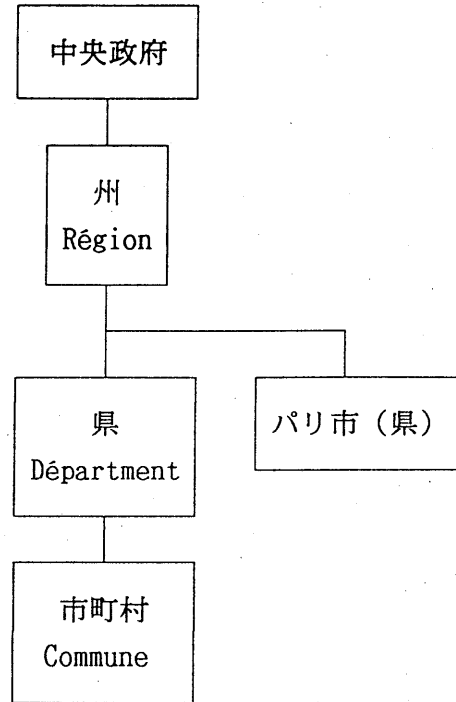 中央政府
州
Région
県
Départment
パリ市（県）
市町村
Commune